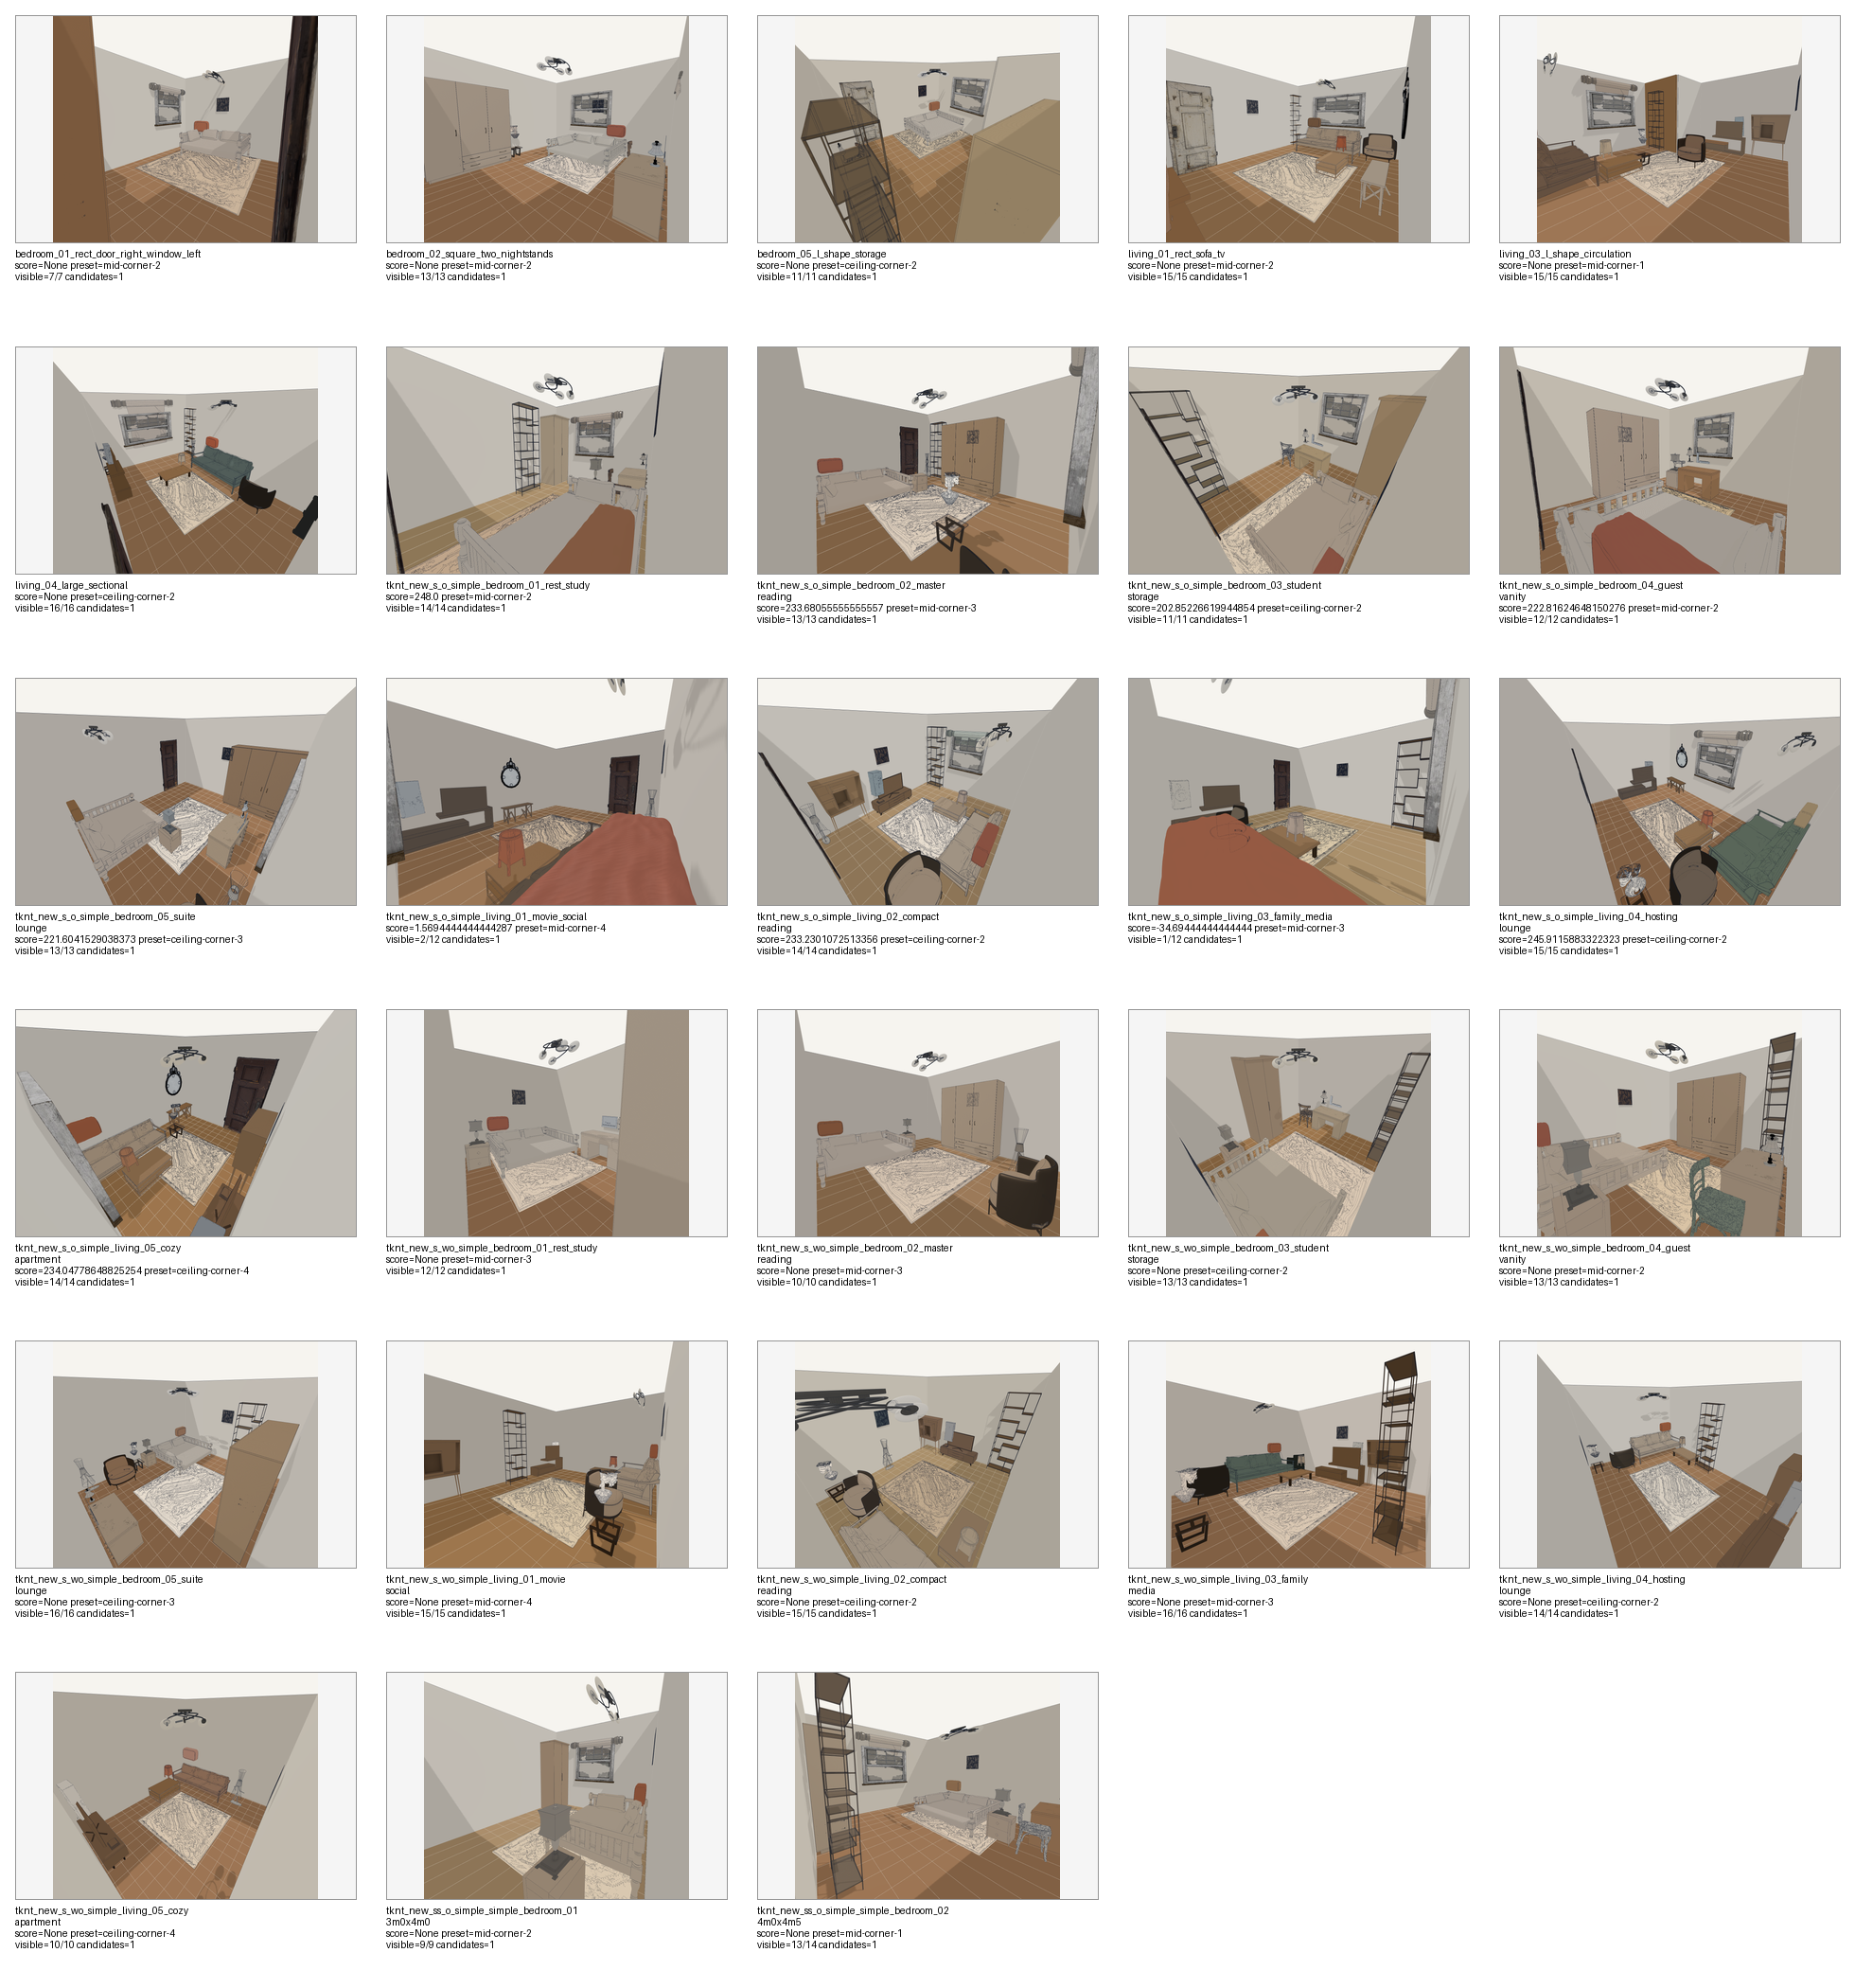 bedroom_01_rect_door_right_window_left
score=None preset=mid-corner-2
visible=7/7 candidates=1
bedroom_02_square_two_nightstands
score=None preset=mid-corner-2
visible=13/13 candidates=1
bedroom_05_l_shape_storage
score=None preset=ceiling-corner-2
visible=11/11 candidates=1
living_01_rect_sofa_tv
score=None preset=mid-corner-2
visible=15/15 candidates=1
living_03_l_shape_circulation
score=None preset=mid-corner-1
visible=15/15 candidates=1
living_04_large_sectional
score=None preset=ceiling-corner-2
visible=16/16 candidates=1
tknt_new_s_o_simple_bedroom_01_rest_study
score=248.0 preset=mid-corner-2
visible=14/14 candidates=1
tknt_new_s_o_simple_bedroom_02_master
reading
score=233.68055555555557 preset=mid-corner-3
visible=13/13 candidates=1
tknt_new_s_o_simple_bedroom_03_student
storage
score=202.85226619944854 preset=ceiling-corner-2
visible=11/11 candidates=1
tknt_new_s_o_simple_bedroom_04_guest
vanity
score=222.81624648150276 preset=mid-corner-2
visible=12/12 candidates=1
tknt_new_s_o_simple_bedroom_05_suite
lounge
score=221.6041529038373 preset=ceiling-corner-3
visible=13/13 candidates=1
tknt_new_s_o_simple_living_01_movie_social
score=1.5694444444444287 preset=mid-corner-4
visible=2/12 candidates=1
tknt_new_s_o_simple_living_02_compact
reading
score=233.2301072513356 preset=ceiling-corner-2
visible=14/14 candidates=1
tknt_new_s_o_simple_living_03_family_media
score=-34.69444444444444 preset=mid-corner-3
visible=1/12 candidates=1
tknt_new_s_o_simple_living_04_hosting
lounge
score=245.9115883322323 preset=ceiling-corner-2
visible=15/15 candidates=1
tknt_new_s_o_simple_living_05_cozy
apartment
score=234.04778648825254 preset=ceiling-corner-4
visible=14/14 candidates=1
tknt_new_s_wo_simple_bedroom_01_rest_study
score=None preset=mid-corner-3
visible=12/12 candidates=1
tknt_new_s_wo_simple_bedroom_02_master
reading
score=None preset=mid-corner-3
visible=10/10 candidates=1
tknt_new_s_wo_simple_bedroom_03_student
storage
score=None preset=ceiling-corner-2
visible=13/13 candidates=1
tknt_new_s_wo_simple_bedroom_04_guest
vanity
score=None preset=mid-corner-2
visible=13/13 candidates=1
tknt_new_s_wo_simple_bedroom_05_suite
lounge
score=None preset=ceiling-corner-3
visible=16/16 candidates=1
tknt_new_s_wo_simple_living_01_movie
social
score=None preset=mid-corner-4
visible=15/15 candidates=1
tknt_new_s_wo_simple_living_02_compact
reading
score=None preset=ceiling-corner-2
visible=15/15 candidates=1
tknt_new_s_wo_simple_living_03_family
media
score=None preset=mid-corner-3
visible=16/16 candidates=1
tknt_new_s_wo_simple_living_04_hosting
lounge
score=None preset=ceiling-corner-2
visible=14/14 candidates=1
tknt_new_s_wo_simple_living_05_cozy
apartment
score=None preset=ceiling-corner-4
visible=10/10 candidates=1
tknt_new_ss_o_simple_simple_bedroom_01
3m0x4m0
score=None preset=mid-corner-2
visible=9/9 candidates=1
tknt_new_ss_o_simple_simple_bedroom_02
4m0x4m5
score=None preset=mid-corner-1
visible=13/14 candidates=1